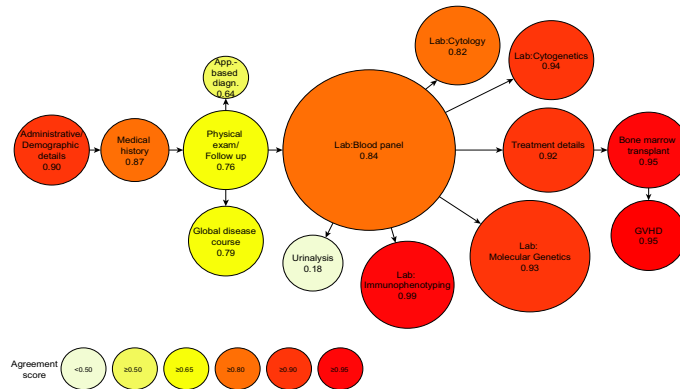 Lab:Cytology
0.82
Lab:Cytogenetics
0.94
App.-
based
diagn.
0.64
Administrative/
Demographic
details
0.90
Medical
history
0.87
Physical
exam/
Follow up
0.76
Lab:Blood panel
0.84
Treatment details
0.92
Bone marrow
transplant
0.95
Global disease
course
0.79
Urinalysis
0.18
Lab:
Immunophenotyping
0.99
Lab:
Molecular Genetics
0.93
GVHD
0.95
Agreement
score
<0.50
≥0.50
≥0.65
≥0.80
≥0.90
≥0.95